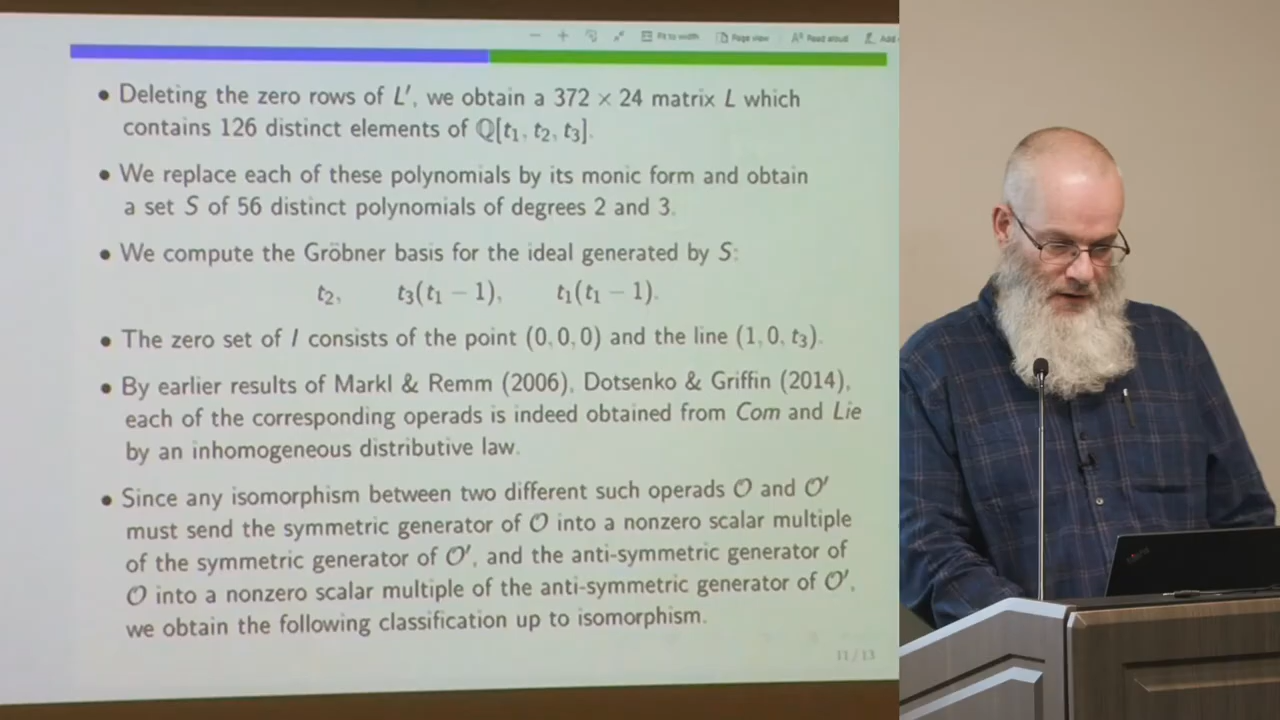 Fit to width Page view Read aloud Add
• Deleting the zero rows of L′, we obtain a 372 × 24 matrix L which
contains 126 distinct elements of ℚ[t₁, t₂, t₃].
• We replace each of these polynomials by its monic form and obtain
a set S of 56 distinct polynomials of degrees 2 and 3.
• We compute the Gröbner basis for the ideal generated by S:
t₂, t₃(t₁ − 1), t₁(t₁ − 1).
• The zero set of I consists of the point (0, 0, 0) and the line (1, 0, t₃).
• By earlier results of Markl & Remm (2006), Dotsenko & Griffin (2014),
each of the corresponding operads is indeed obtained from Com and Lie
by an inhomogeneous distributive law.
• Since any isomorphism between two different such operads 𝒪 and 𝒪′
must send the symmetric generator of 𝒪 into a nonzero scalar multiple
of the symmetric generator of 𝒪′, and the anti-symmetric generator of
𝒪 into a nonzero scalar multiple of the anti-symmetric generator of 𝒪′,
we obtain the following classification up to isomorphism.
11/13